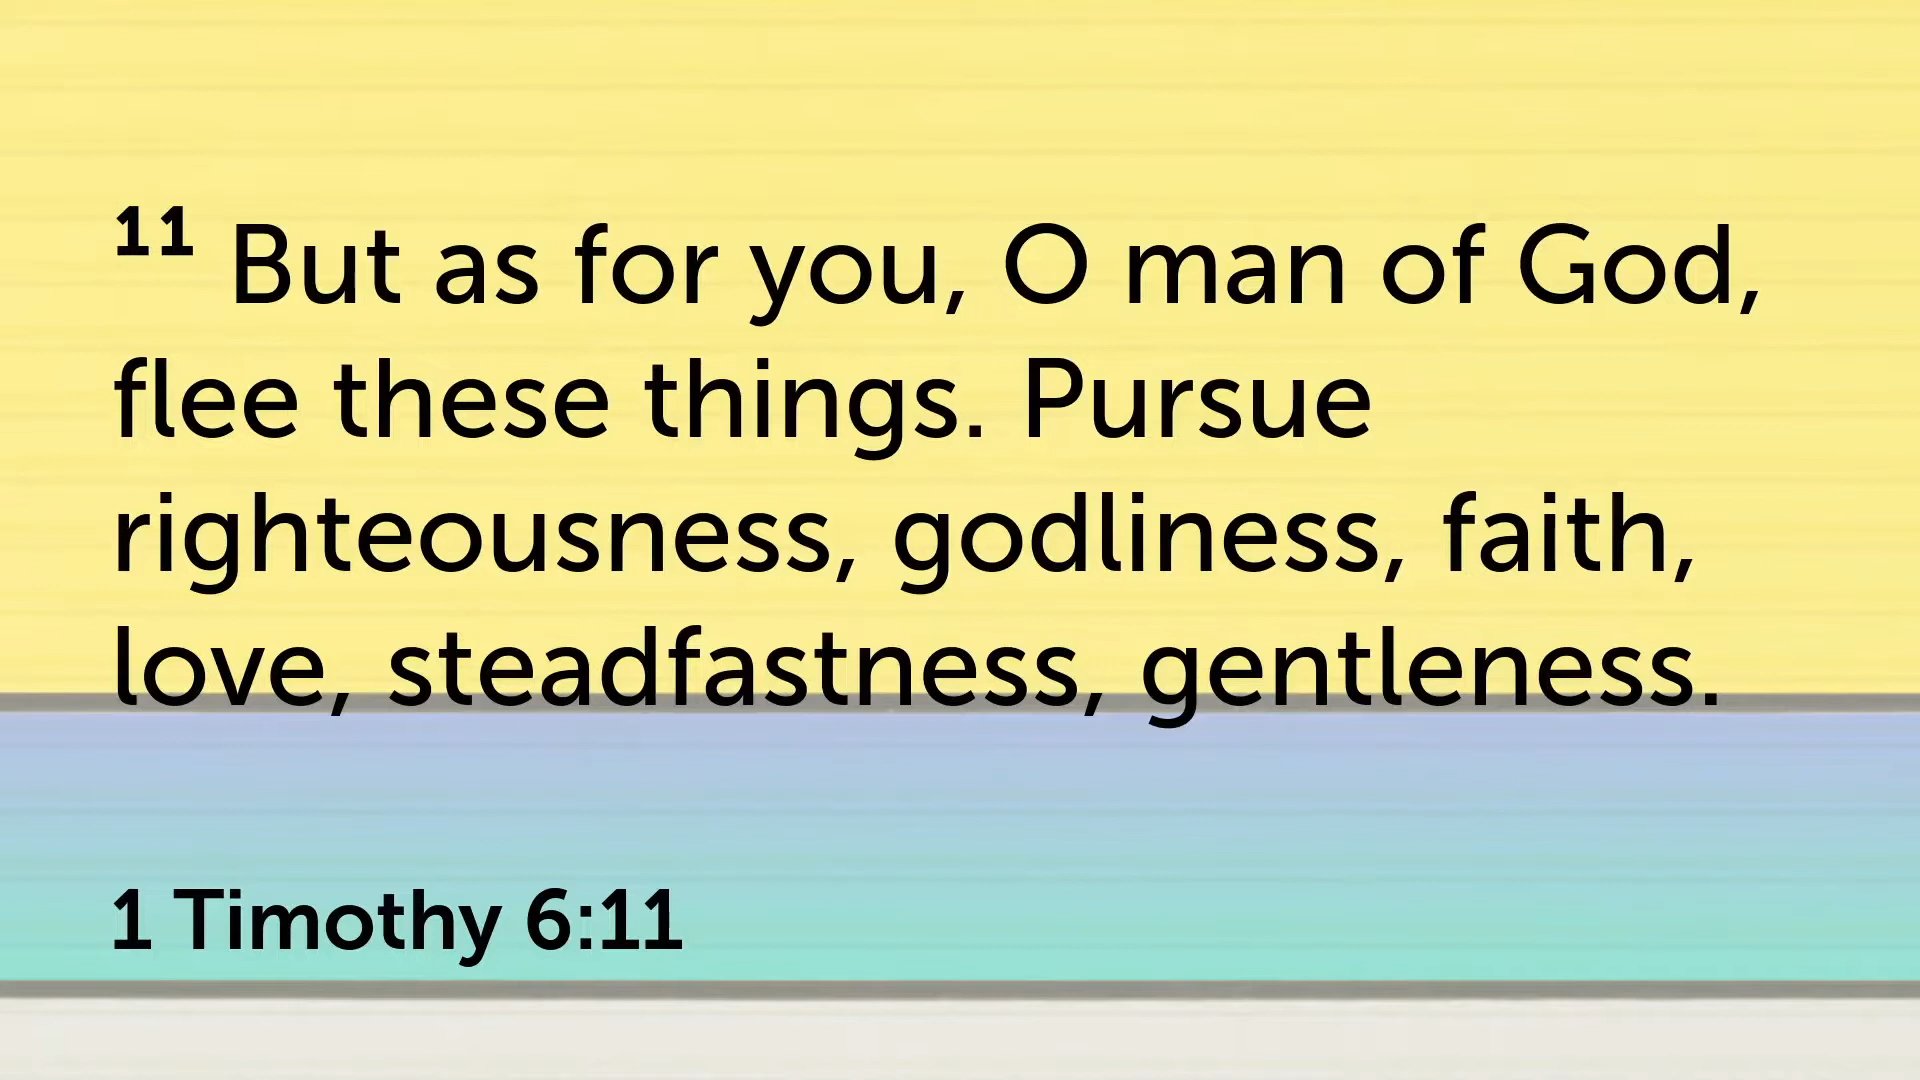 11 But as for you, O man of God,
flee these things. Pursue
righteousness, godliness, faith,
love, steadfastness, gentleness.
1 Timothy 6:11